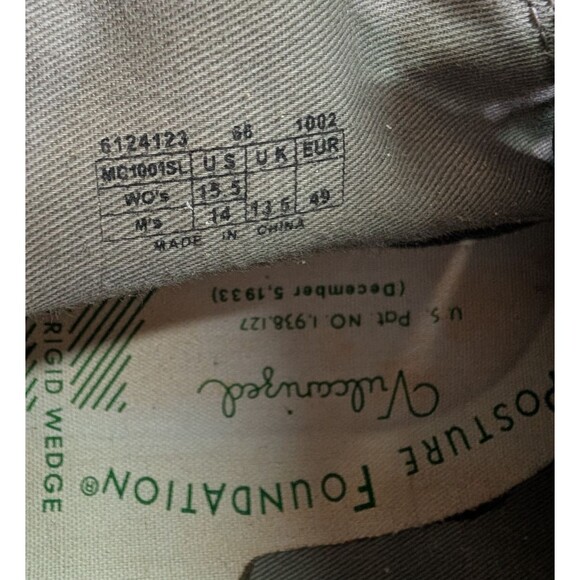 6124123 66 1002
MC1001SL US UK EUR
WO's 15.5
M's 14 13.5 49
MADE IN CHINA
POSTURE FOUNDATION®
Vulcanized
U.S. Pat. NO. 1,938,127
(December 5, 1933)
RIGID WEDGE